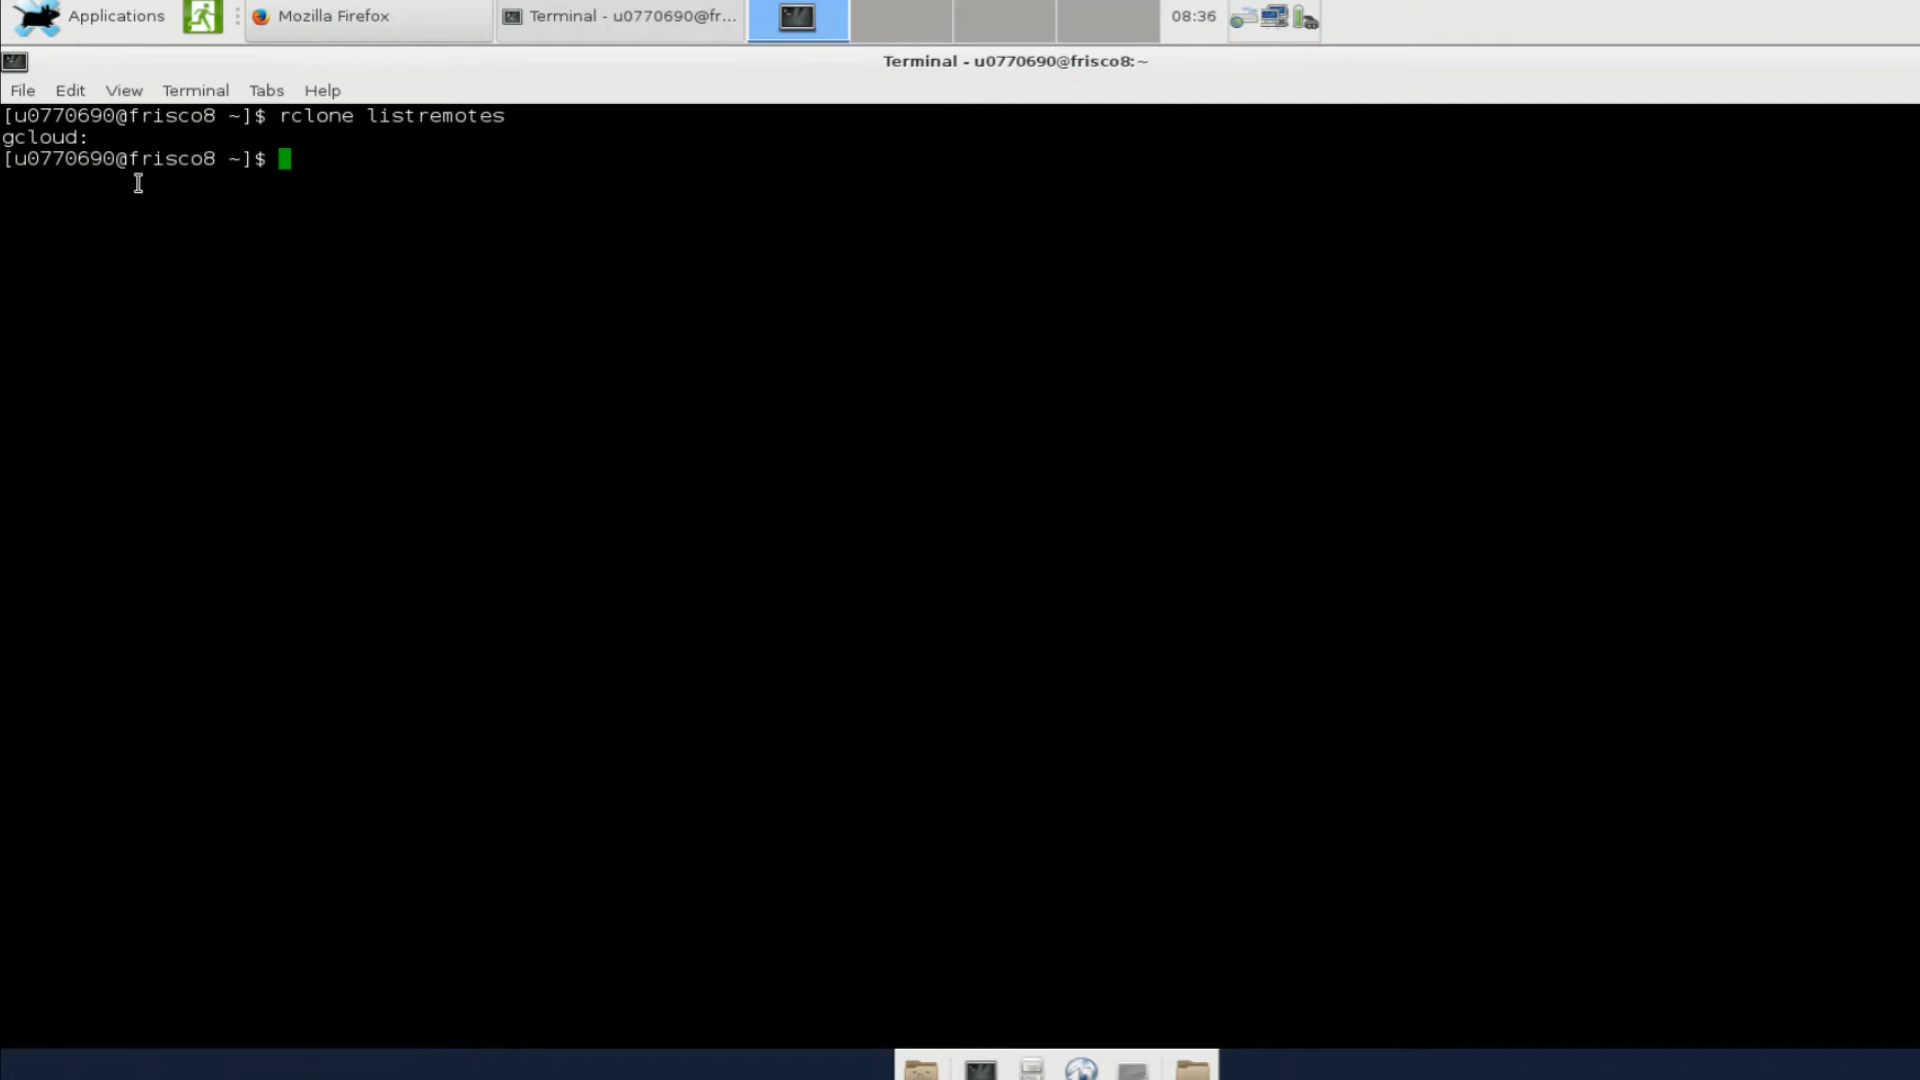 Applications
Mozilla Firefox
Terminal - u0770690@fr...
08:36
Terminal - u0770690@frisco8:~
File Edit View Terminal Tabs Help
[u0770690@frisco8 ~]$ rclone listremotes
gcloud:
[u0770690@frisco8 ~]$